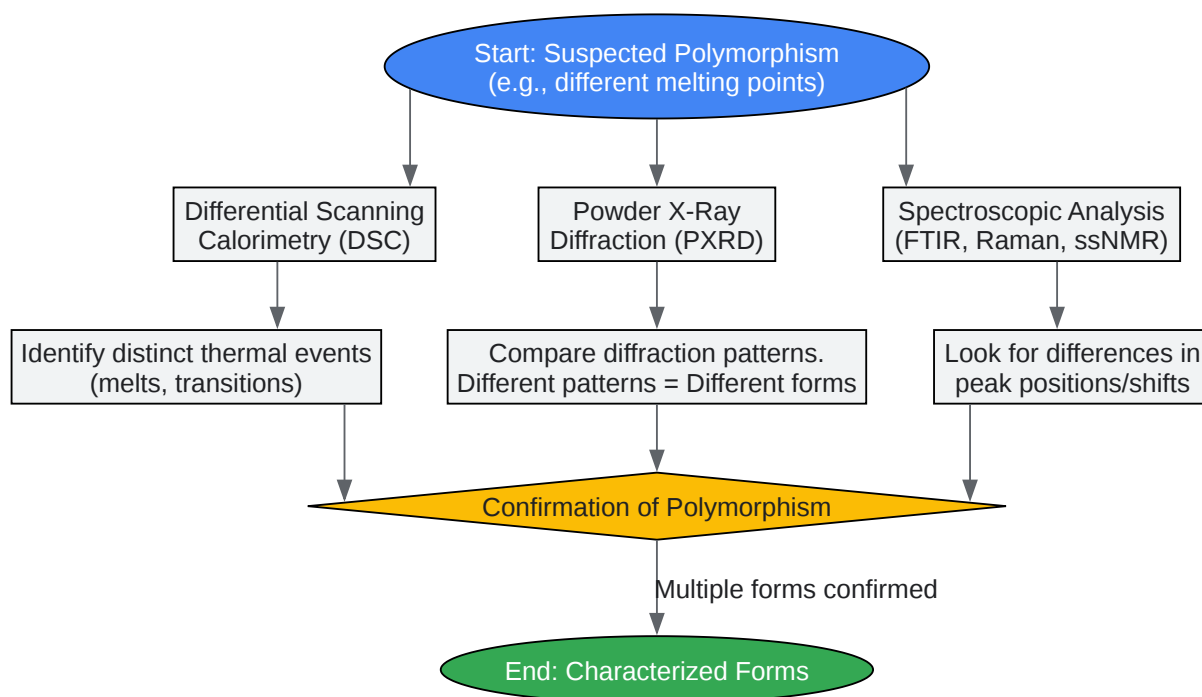 Start: Suspected Polymorphism
(e.g., different melting points)
Differential Scanning
Calorimetry (DSC)
Powder X-Ray
Diffraction (PXRD)
Spectroscopic Analysis
(FTIR, Raman, ssNMR)
Identify distinct thermal events
(melts, transitions)
Compare diffraction patterns.
Different patterns = Different forms
Look for differences in
peak positions/shifts
Confirmation of Polymorphism
Multiple forms confirmed
End: Characterized Forms